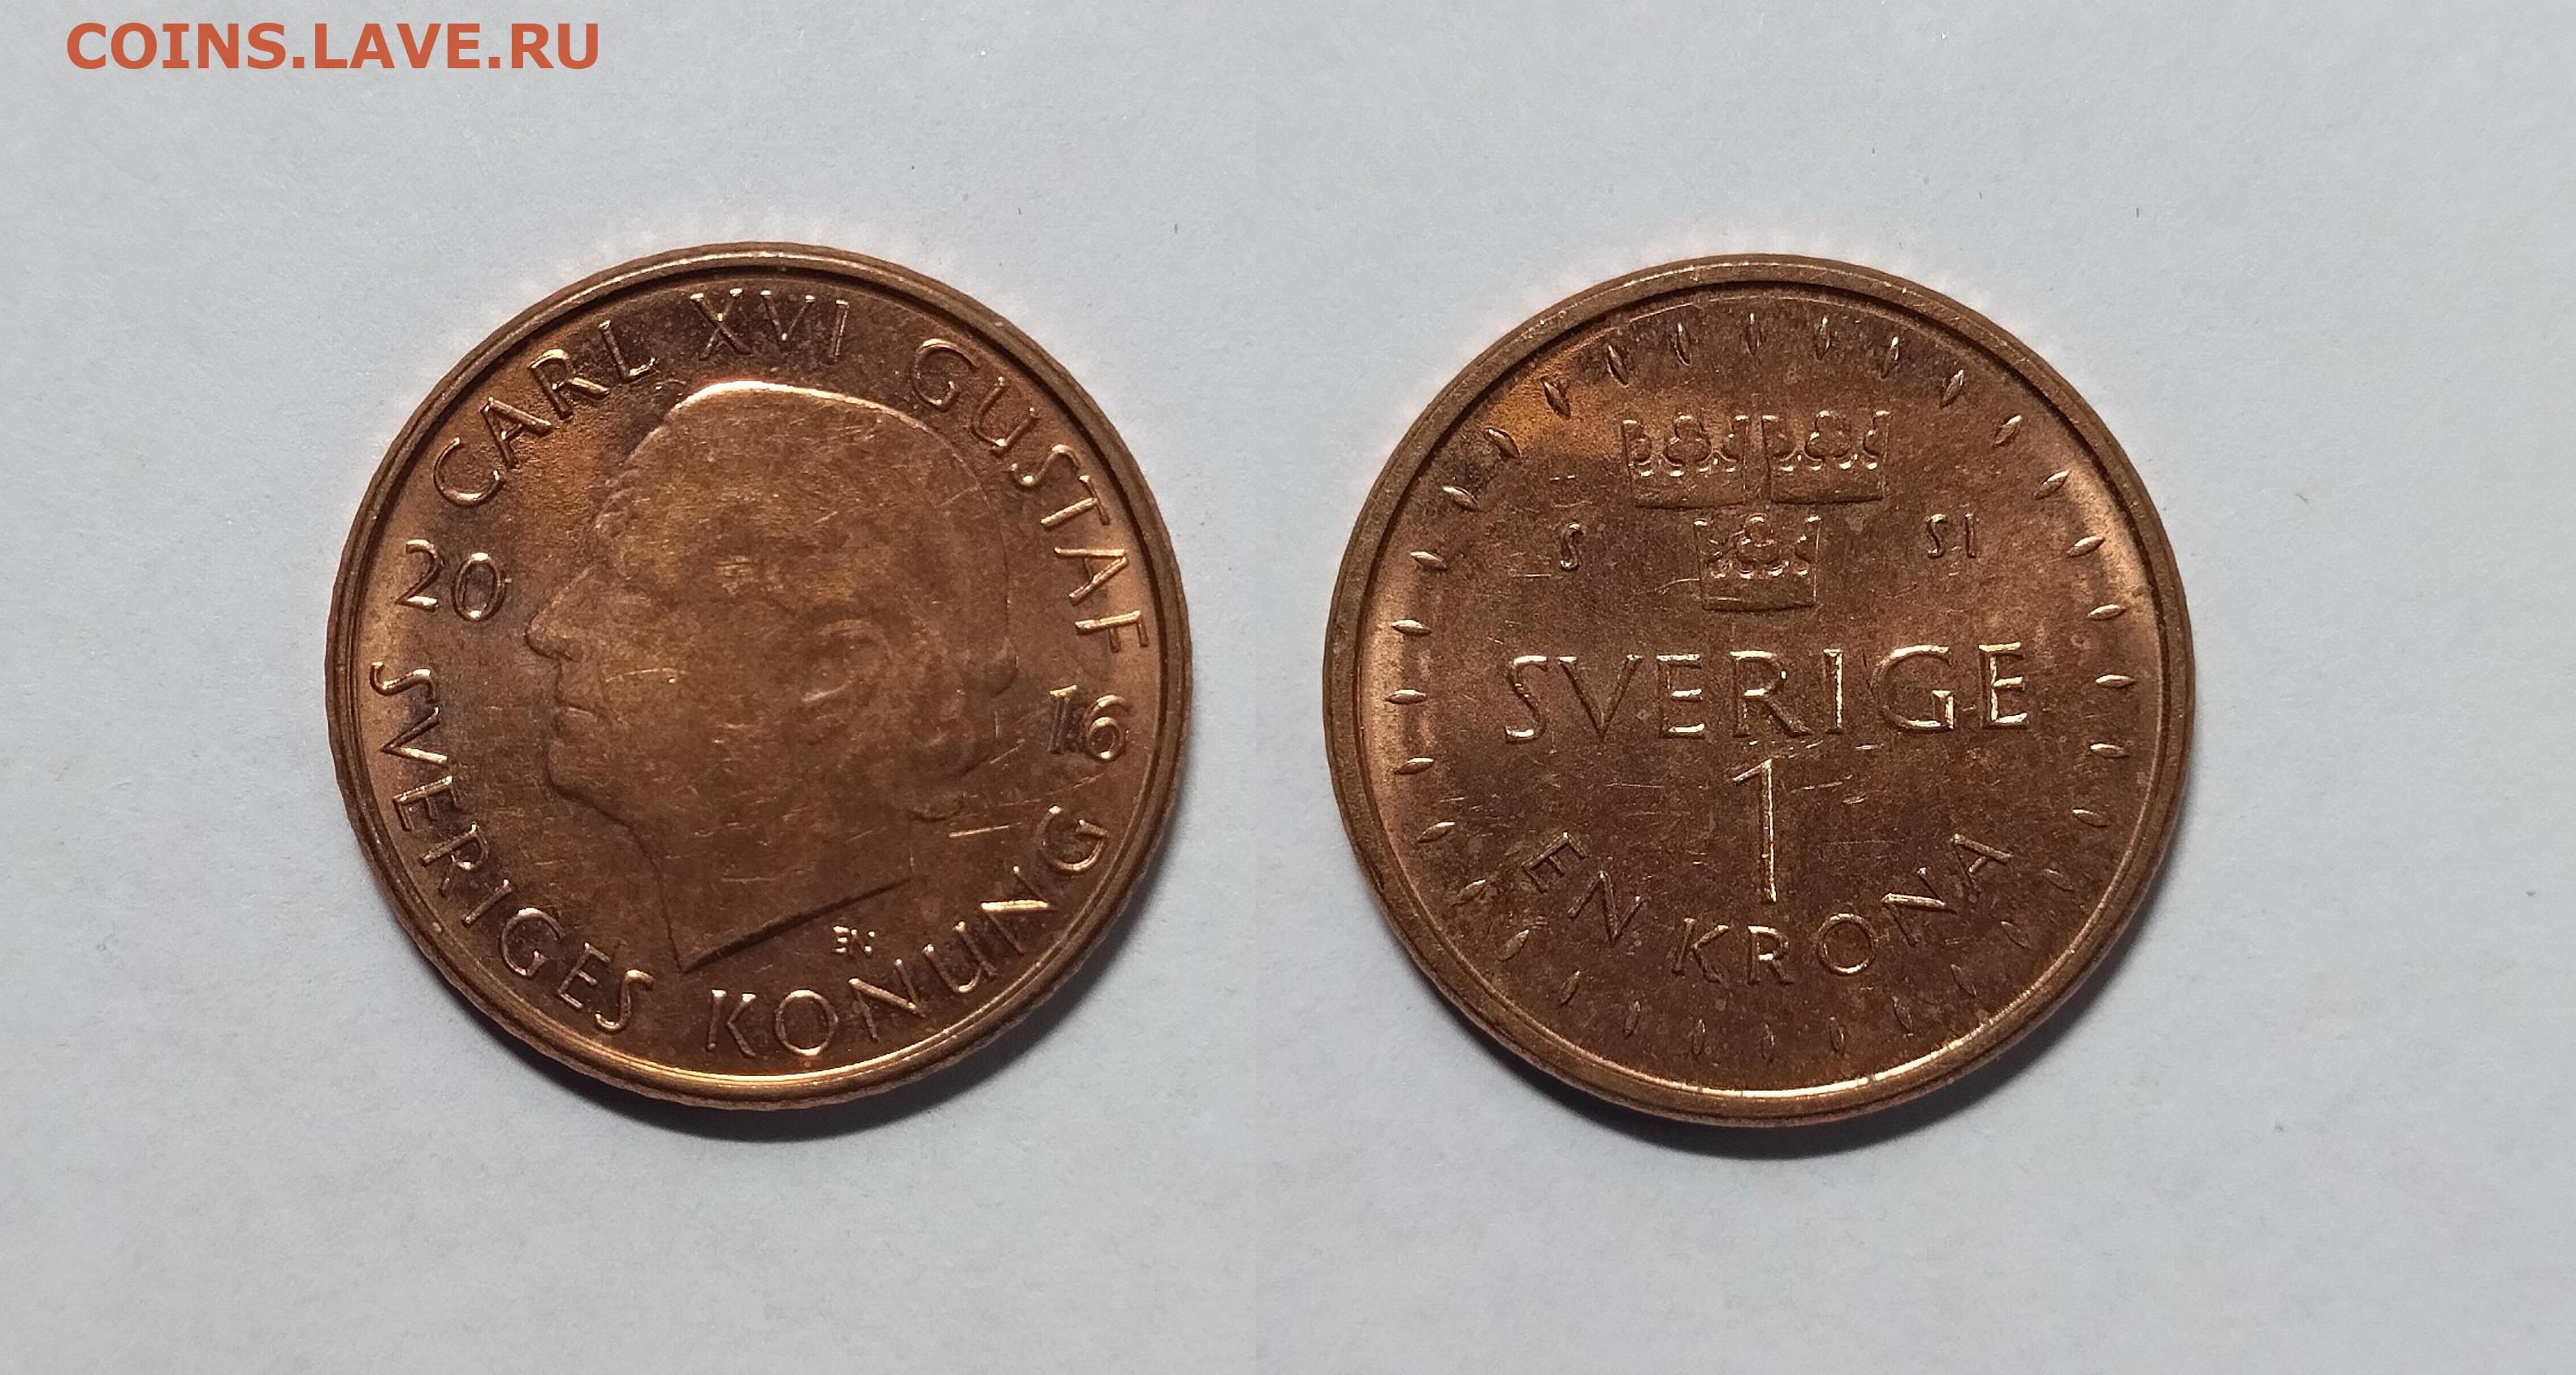 COINS.LAVE.RU
CARL XVI GUSTAF
20 16
SVERIGES KONUNG
EN
S SI
SVERIGE
1
EN KRONA